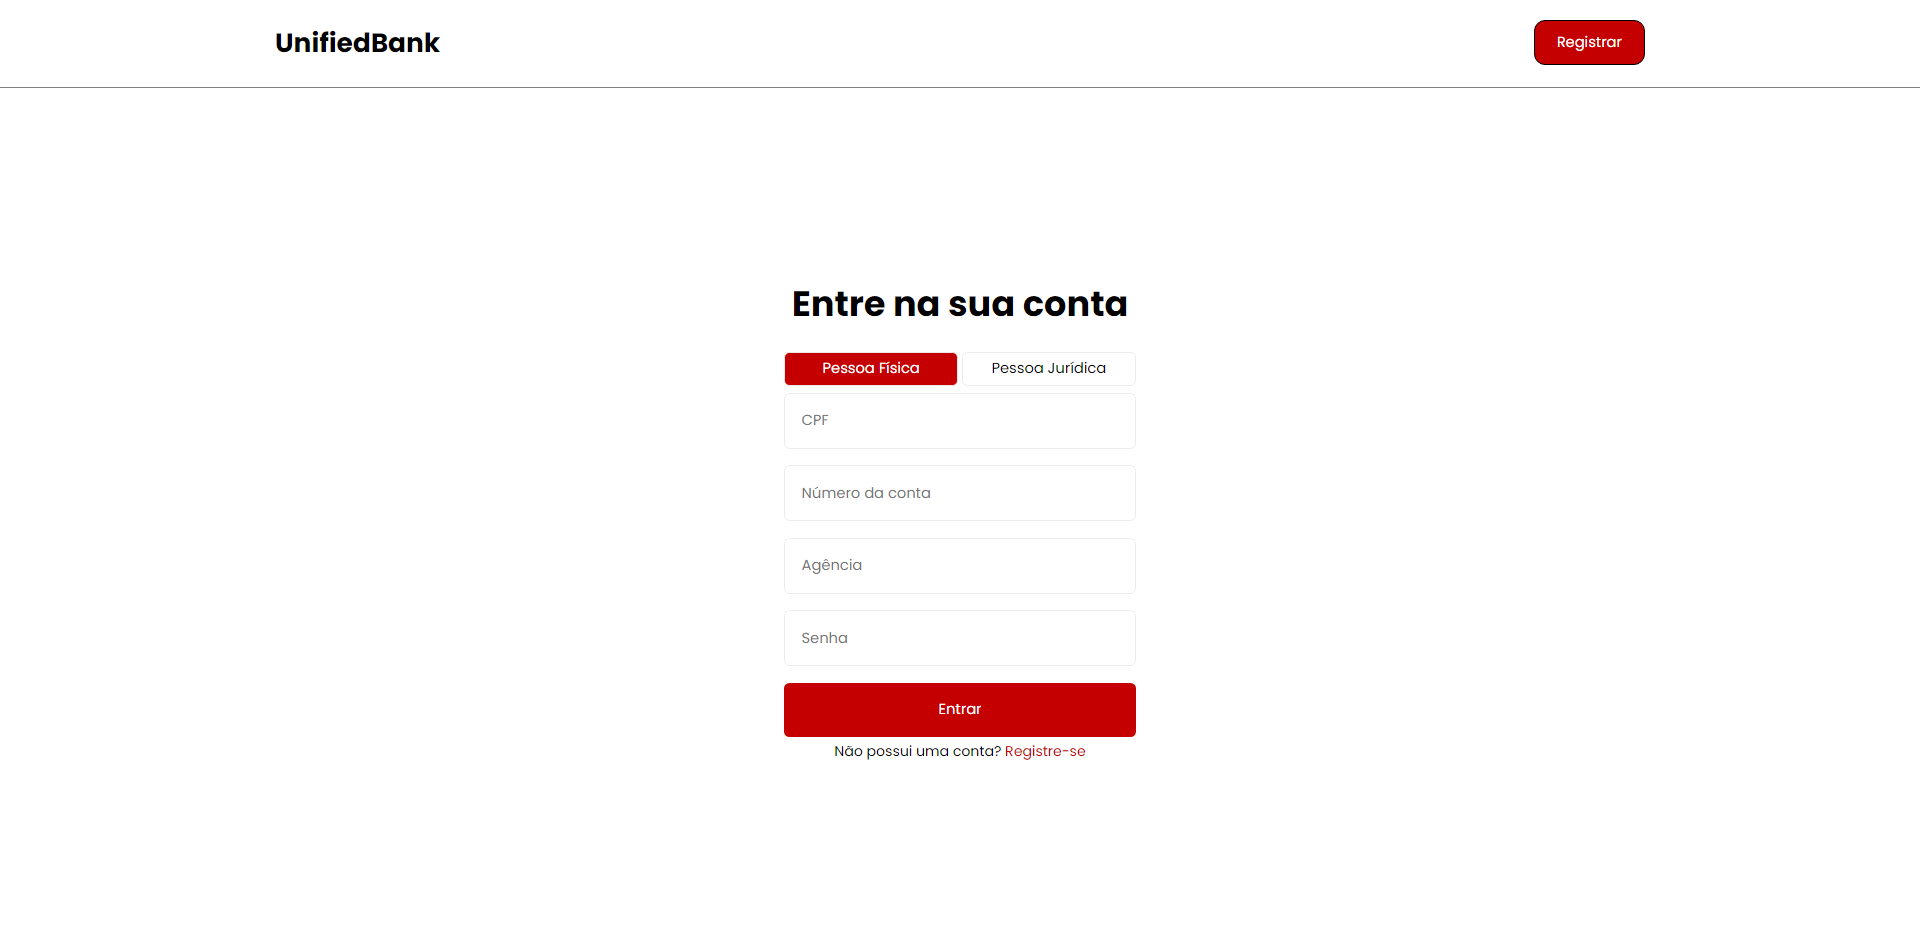 UnifiedBank
Registrar
Entre na sua conta
Pessoa Física
Pessoa Jurídica
CPF
Número da conta
Agência
Senha
Entrar
Não possui uma conta? Registre-se